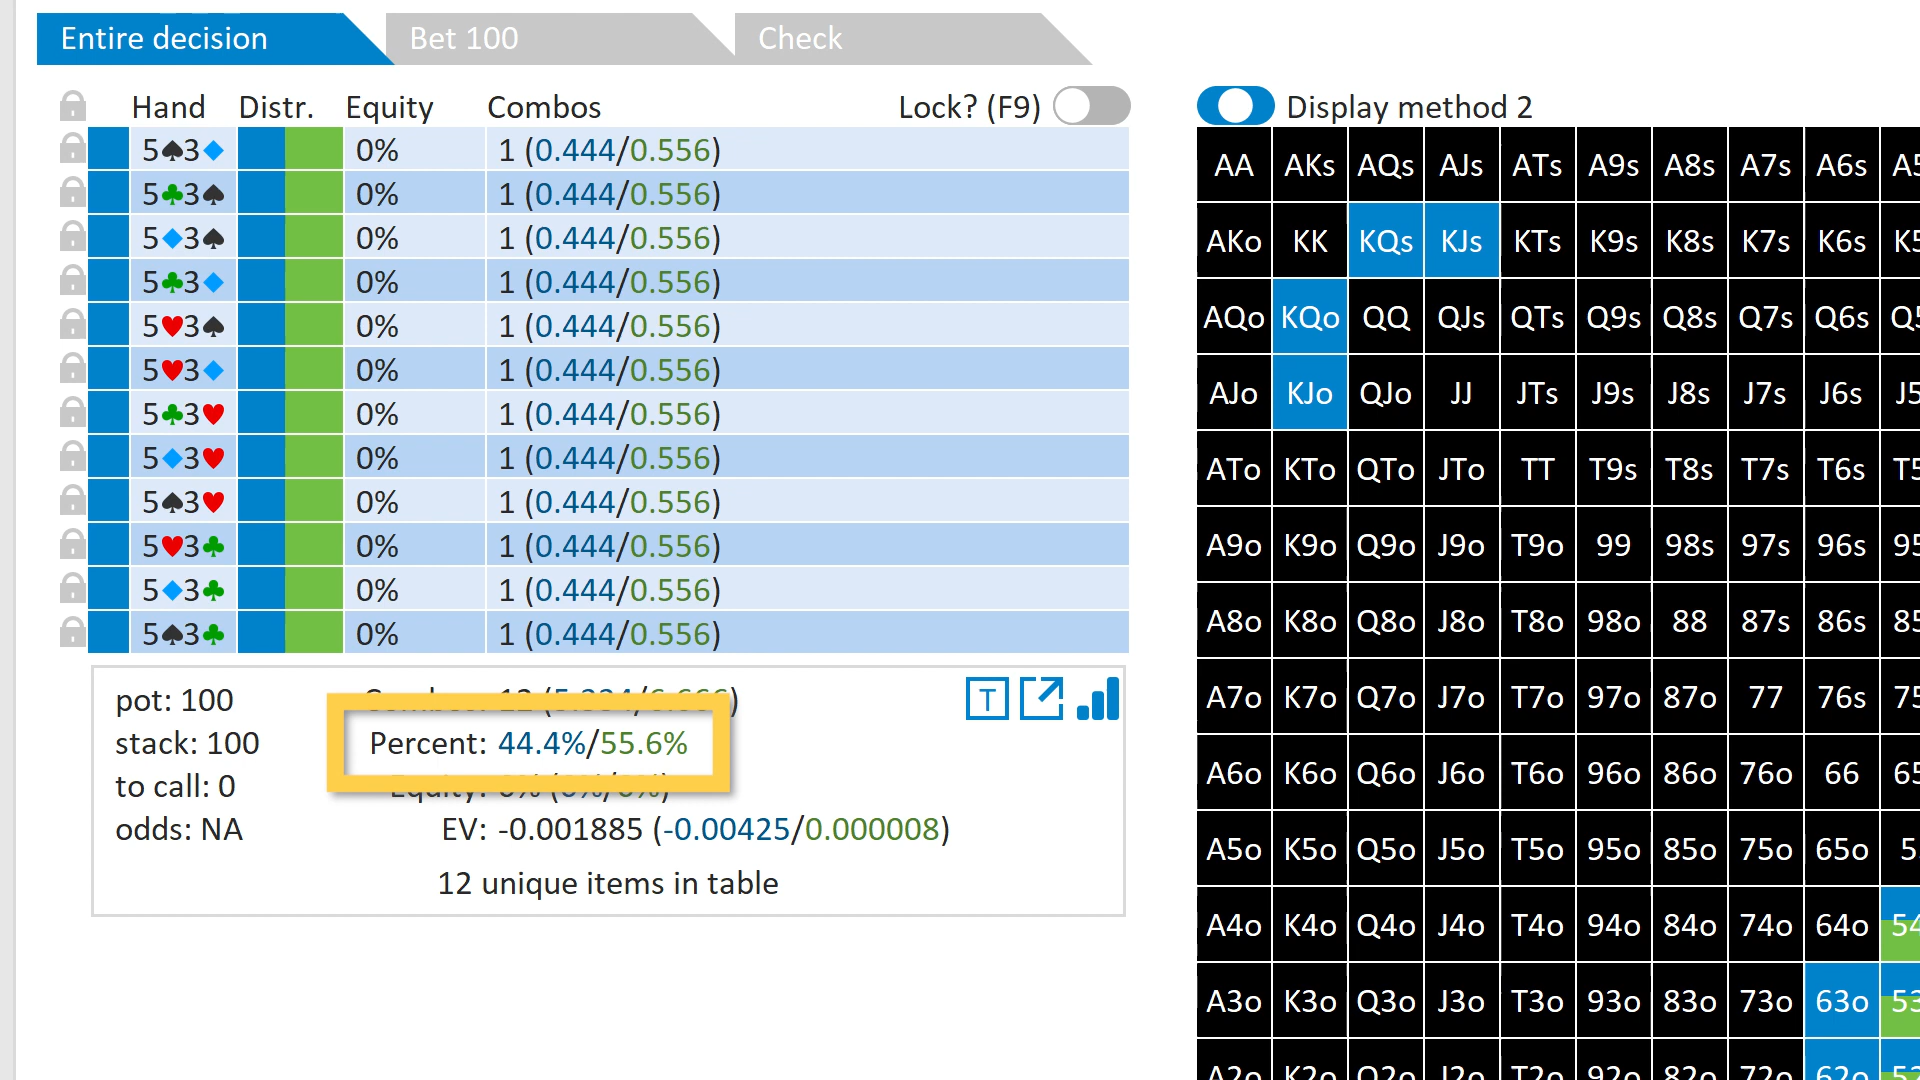 Entire decision
Bet 100
Check
Hand Distr. Equity Combos Lock? (F9)
5♠3♦ 0% 1 (0.444/0.556)
5♣3♠ 0% 1 (0.444/0.556)
5♦3♠ 0% 1 (0.444/0.556)
5♣3♦ 0% 1 (0.444/0.556)
5♥3♠ 0% 1 (0.444/0.556)
5♥3♦ 0% 1 (0.444/0.556)
5♣3♥ 0% 1 (0.444/0.556)
5♦3♥ 0% 1 (0.444/0.556)
5♠3♥ 0% 1 (0.444/0.556)
5♥3♣ 0% 1 (0.444/0.556)
5♦3♣ 0% 1 (0.444/0.556)
5♠3♣ 0% 1 (0.444/0.556)
pot: 100
stack: 100
to call: 0
odds: NA
Percent: 44.4%/55.6%
EV: -0.001885 (-0.00425/0.000008)
12 unique items in table
T
Display method 2
AA AKs AQs AJs ATs A9s A8s A7s A6s
AKo KK KQs KJs KTs K9s K8s K7s K6s
AQo KQo QQ QJs QTs Q9s Q8s Q7s Q6s
AJo KJo QJo JJ JTs J9s J8s J7s J6s
ATo KTo QTo JTo TT T9s T8s T7s T6s
A9o K9o Q9o J9o T9o 99 98s 97s 96s
A8o K8o Q8o J8o T8o 98o 88 87s 86s
A7o K7o Q7o J7o T7o 97o 87o 77 76s
A6o K6o Q6o J6o T6o 96o 86o 76o 66
A5o K5o Q5o J5o T5o 95o 85o 75o 65o
A4o K4o Q4o J4o T4o 94o 84o 74o 64o
A3o K3o Q3o J3o T3o 93o 83o 73o 63o
A2o K2o Q2o J2o T2o 92o 82o 72o 62o